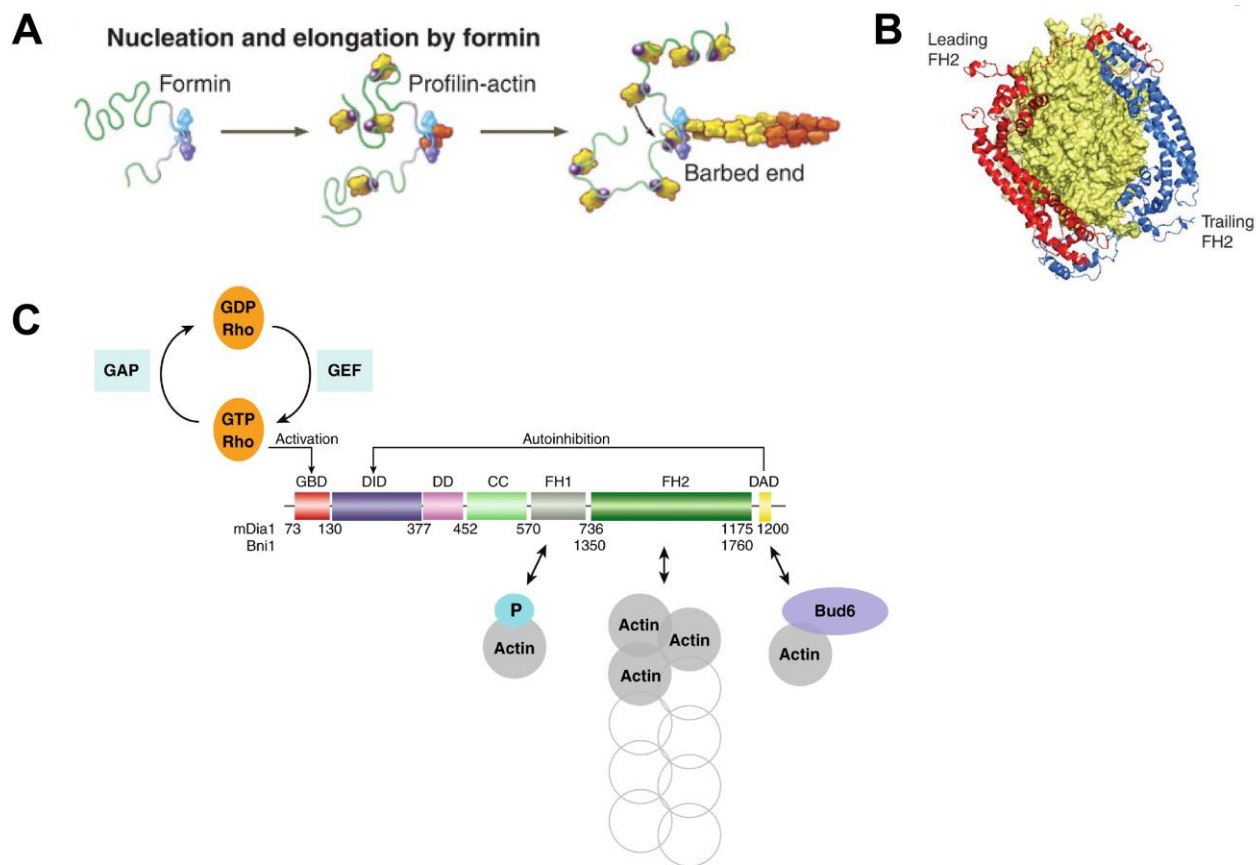 A
Nucleation and elongation by formin
Formin
Profilin-actin
Barbed end
B
Leading
FH2
Trailing
FH2
C
GDP
Rho
GAP
GEF
GTP
Rho
Activation
Autoinhibition
GBD DID DD CC FH1 FH2 DAD
mDia1 73 130 377 452 570 736 1175 1200
Bni1 1350 1760
P
Actin
Actin
Actin
Actin
Bud6
Actin